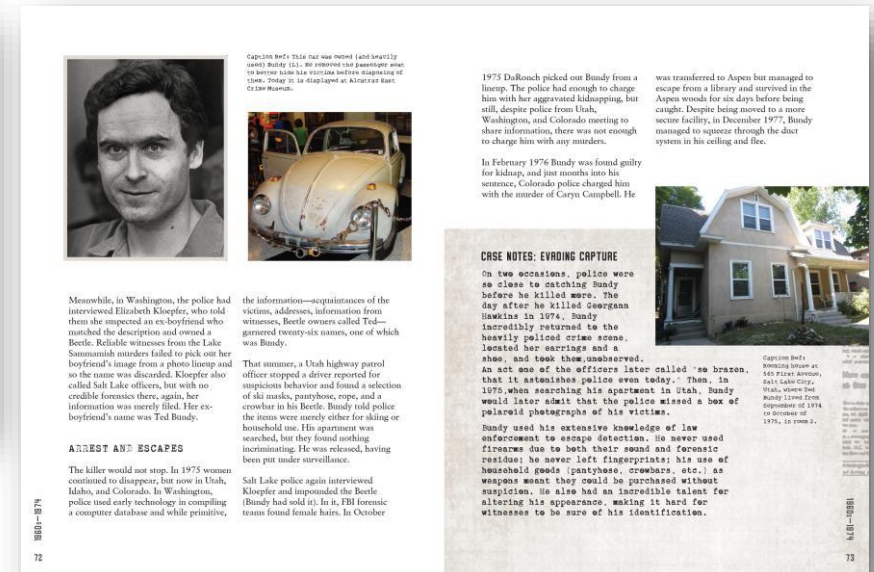 Caption Ref: This car was owned (and heavily
used) Bundy (L). He removed the passenger seat
to better hide his victims before disposing of
them. Today it is displayed at Alcatraz East
Crime Museum.
Meanwhile, in Washington, the police had
interviewed Elizabeth Kloepfer, who told
them she suspected an ex-boyfriend who
matched the description and owned a
Beetle. Reliable witnesses from the Lake
Sammamish murders failed to pick out her
boyfriend's image from a photo lineup and
so the name was discarded. Kloepfer also
called Salt Lake officers, but with no
credible forensics there, again, her
information was merely filed. Her ex-
boyfriend's name was Ted Bundy.
ARREST AND ESCAPES
The killer would not stop. In 1975 women
continued to disappear, but now in Utah,
Idaho, and Colorado. In Washington,
police used early technology in compiling
a computer database and while primitive,
the information—acquaintances of the
victims, addresses, information from
witnesses, Beetle owners called Ted—
garnered twenty-six names, one of which
was Bundy.
That summer, a Utah highway patrol
officer stopped a driver reported for
suspicious behavior and found a selection
of ski masks, pantyhose, rope, and a
crowbar in his Beetle. Bundy told police
the items were merely either for skiing or
household use. His apartment was
searched, but they found nothing
incriminating. He was released, having
been put under surveillance.
Salt Lake police again interviewed
Kloepfer and impounded the Beetle
(Bundy had sold it). In it, FBI forensic
teams found female hairs. In October
1960s—1974
72
1975 DaRonch picked out Bundy from a
lineup. The police had enough to charge
him with her aggravated kidnapping, but
still, despite police from Utah,
Washington, and Colorado meeting to
share information, there was not enough
to charge him with any murders.
In February 1976 Bundy was found guilty
for kidnap, and just months into his
sentence, Colorado police charged him
with the murder of Caryn Campbell. He
was transferred to Aspen but managed to
escape from a library and survived in the
Aspen woods for six days before being
caught. Despite being moved to a more
secure facility, in December 1977, Bundy
managed to squeeze through the duct
system in his ceiling and flee.
CASE NOTES: EVADING CAPTURE
On two occasions, police were
so close to catching Bundy
before he killed more. The
day after he killed Georgann
Hawkins in 1974, Bundy
incredibly returned to the
heavily policed crime scene,
located her earrings and a
shoe, and took them,unobserved.
An act one of the officers later called "so brazen,
that it astonishes police even today." Then, in
1975,when searching his apartment in Utah, Bundy
would later admit that the police missed a box of
polaroid photographs of his victims.
Bundy used his extensive knowledge of law
enforcement to escape detection. He never used
firearms due to both their sound and forensic
residue; he never left fingerprints; his use of
household goods (pantyhose, crowbars, etc.) as
weapons meant they could be purchased without
suspicion. He also had an incredible talent for
altering his appearance, making it hard for
witnesses to be sure of his identification.
Caption Ref:
Rooming house at
565 First Avenue,
Salt Lake City,
Utah, where Ted
Bundy lived from
September of 1974
to October of
1975, in room 2.
1960s—1974
73